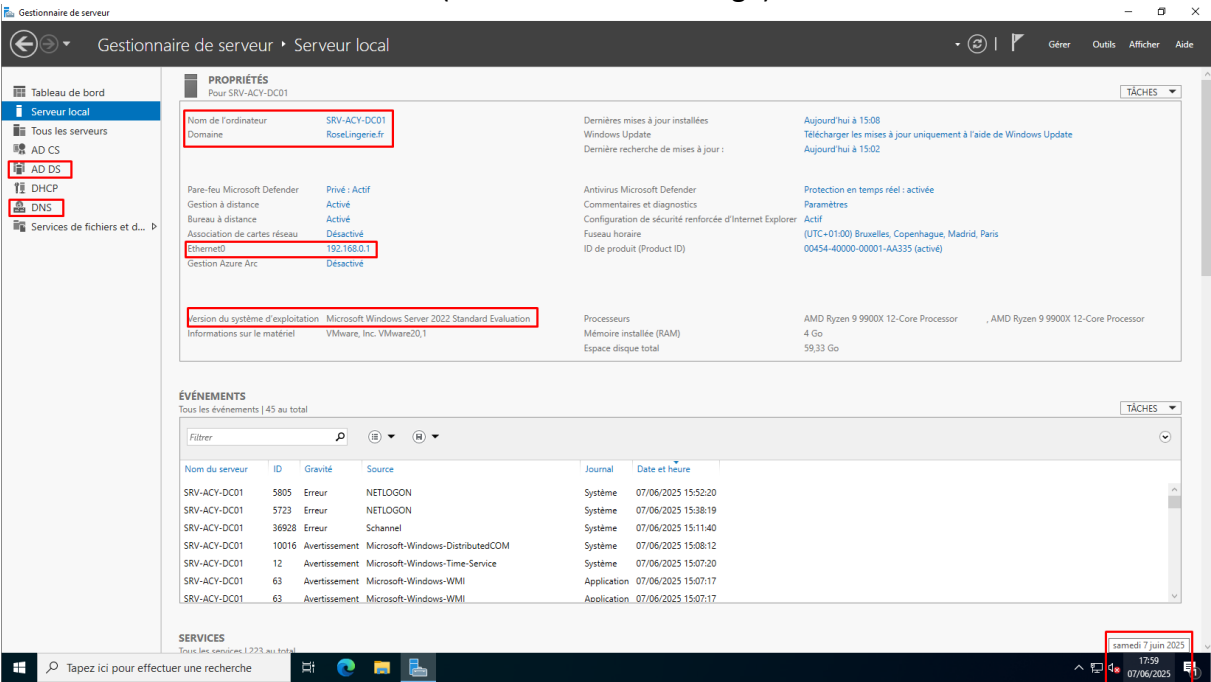 Gestionnaire de serveur
Gestionnaire de serveur ‣ Serveur local
Gérer Outils Afficher Aide
Tableau de bord
Serveur local
Tous les serveurs
AD CS
AD DS
DHCP
DNS
Services de fichiers et d...
PROPRIÉTÉS
Pour SRV-ACY-DC01
TÂCHES
Nom de l'ordinateur SRV-ACY-DC01
Domaine RoseLingerie.fr
Dernières mises à jour installées Aujourd'hui à 15:08
Windows Update Télécharger les mises à jour uniquement à l'aide de Windows Update
Dernière recherche de mises à jour : Aujourd'hui à 15:02
Pare-feu Microsoft Defender Privé : Actif
Gestion à distance Activé
Bureau à distance Activé
Association de cartes réseau Désactivé
Ethernet0 192.168.0.1
Gestion Azure Arc Désactivé
Antivirus Microsoft Defender Protection en temps réel : activée
Commentaires et diagnostics Paramètres
Configuration de sécurité renforcée d'Internet Explorer Actif
Fuseau horaire (UTC+01:00) Bruxelles, Copenhague, Madrid, Paris
ID de produit (Product ID) 00454-40000-00001-AA335 (activé)
Version du système d'exploitation Microsoft Windows Server 2022 Standard Evaluation
Informations sur le matériel VMware, Inc. VMware20,1
Processeurs AMD Ryzen 9 9900X 12-Core Processor , AMD Ryzen 9 9900X 12-Core Processor
Mémoire installée (RAM) 4 Go
Espace disque total 59,33 Go
ÉVÉNEMENTS
Tous les événements | 45 au total
TÂCHES
Filtrer
Nom du serveur ID Gravité Source Journal Date et heure
SRV-ACY-DC01 5805 Erreur NETLOGON Système 07/06/2025 15:52:20
SRV-ACY-DC01 5723 Erreur NETLOGON Système 07/06/2025 15:38:19
SRV-ACY-DC01 36928 Erreur Schannel Système 07/06/2025 15:11:40
SRV-ACY-DC01 10016 Avertissement Microsoft-Windows-DistributedCOM Système 07/06/2025 15:08:12
SRV-ACY-DC01 12 Avertissement Microsoft-Windows-Time-Service Système 07/06/2025 15:07:20
SRV-ACY-DC01 63 Avertissement Microsoft-Windows-WMI Application 07/06/2025 15:07:17
SRV-ACY-DC01 63 Avertissement Microsoft-Windows-WMI Application 07/06/2025 15:07:17
SERVICES
Tous les services | 223 au total
samedi 7 juin 2025
Tapez ici pour effectuer une recherche
17:59
07/06/2025